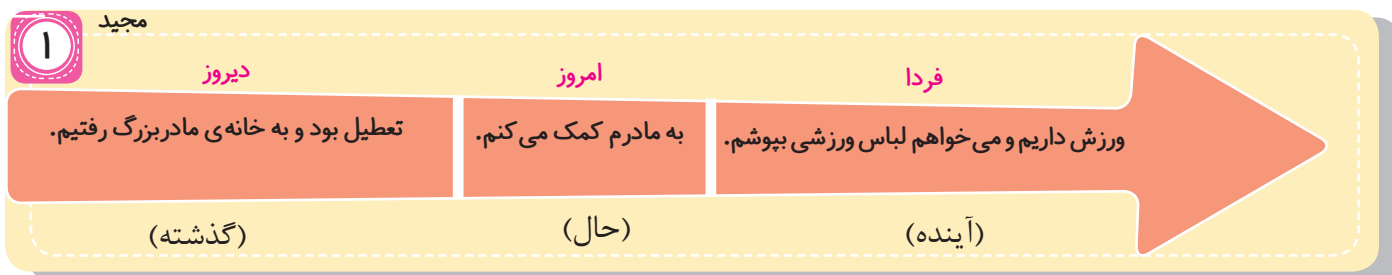 مجید
۱
دیروز
امروز
فردا
تعطیل بود و به خانه‌ی مادربزرگ رفتیم.
به مادرم کمک می‌کنم.
ورزش داریم و می‌خواهم لباس ورزشی بپوشم.
(گذشته)
(حال)
(آینده)